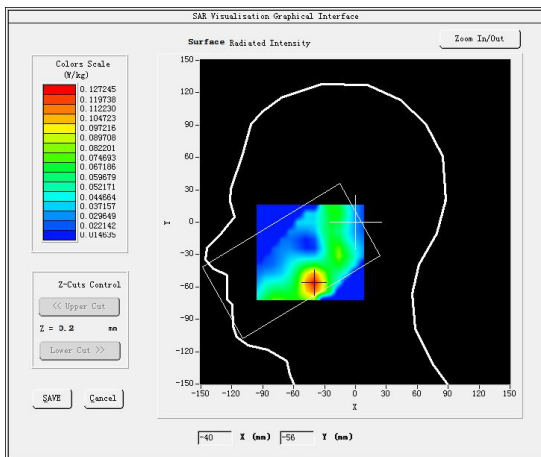 SAR Visualisation Graphical Interface
Surface Radiated Intensity
Zoom In/Out
Colors Scale
(W/kg)
0.127245
0.119738
0.112230
0.104723
0.097216
0.089708
0.082201
0.074693
0.067186
0.059679
0.052171
0.044664
0.037157
0.029649
0.022142
0.014635
Z-Cuts Control
<< Upper Cut
Z = 3.2 mm
Lower Cut >>
SAVE Cancel
150
120
90
60
30
0
-30
-60
-90
-120
-150
Y
-150 -120 -90 -60 -30 0 30 60 90 120 150
X
-40 X (mm) -56 Y (mm)